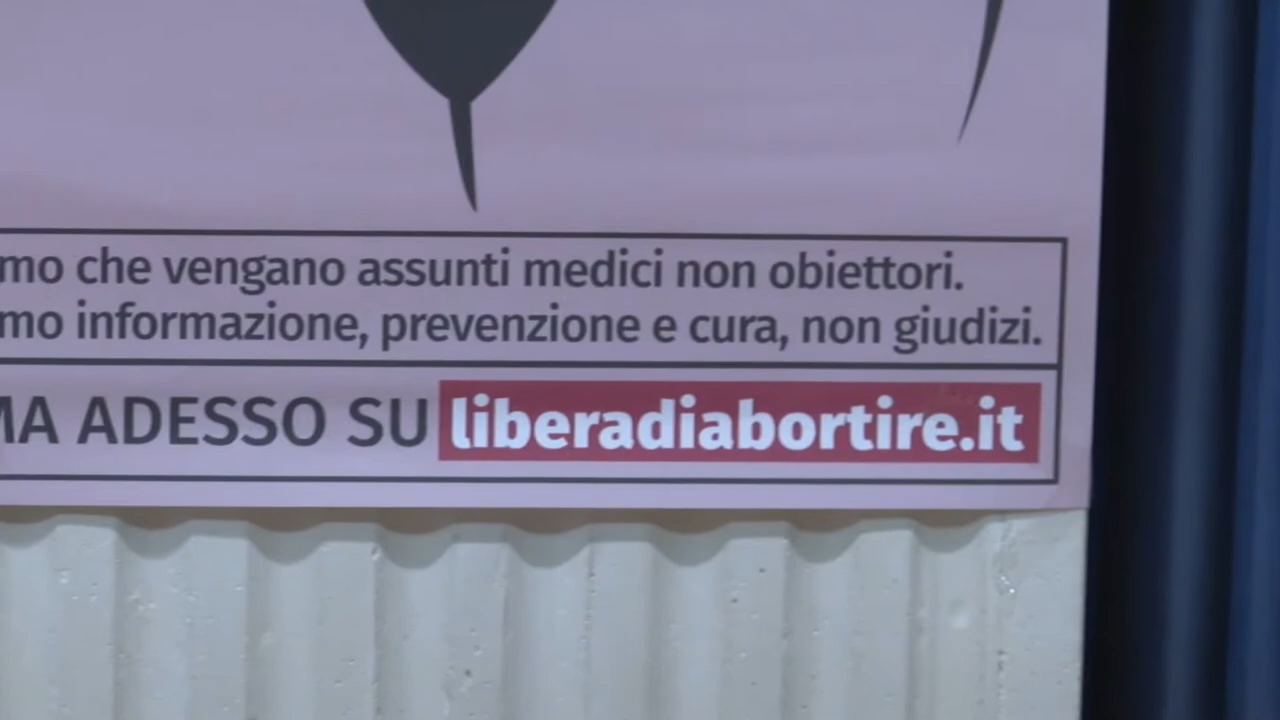 mo che vengano assunti medici non obiettori.
mo informazione, prevenzione e cura, non giudizi.
MA ADESSO SU liberadiabortire.it